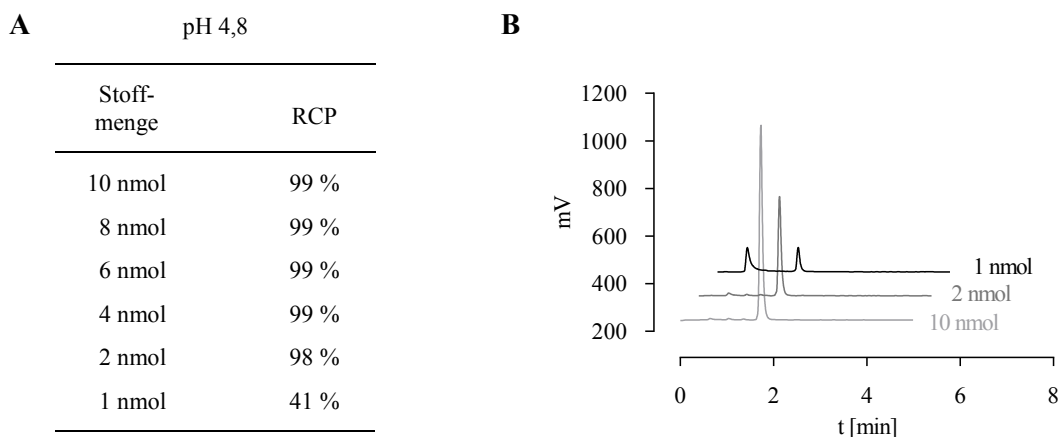 A
pH 4,8
Stoff-
menge
RCP
10 nmol 99 %
8 nmol 99 %
6 nmol 99 %
4 nmol 99 %
2 nmol 98 %
1 nmol 41 %
B
1200
1000
800
600
400
200
mV
1 nmol
2 nmol
10 nmol
0 2 4 6 8
t [min]